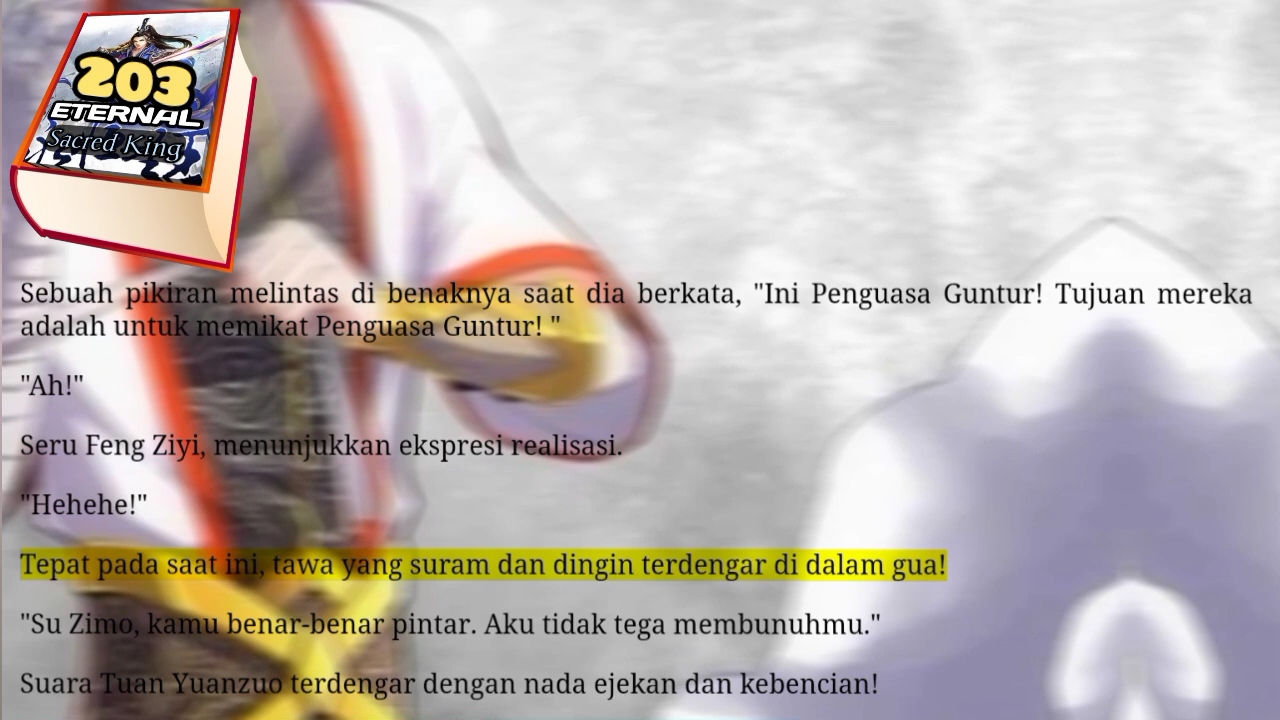 203
ETERNAL
Sacred King
Sebuah pikiran melintas di benaknya saat dia berkata, "Ini Penguasa Guntur! Tujuan mereka
adalah untuk memikat Penguasa Guntur! "
"Ah!"
Seru Feng Ziyi, menunjukkan ekspresi realisasi.
"Hehehe!"
Tepat pada saat ini, tawa yang suram dan dingin terdengar di dalam gua!
"Su Zimo, kamu benar-benar pintar. Aku tidak tega membunuhmu."
Suara Tuan Yuanzuo terdengar dengan nada ejekan dan kebencian!